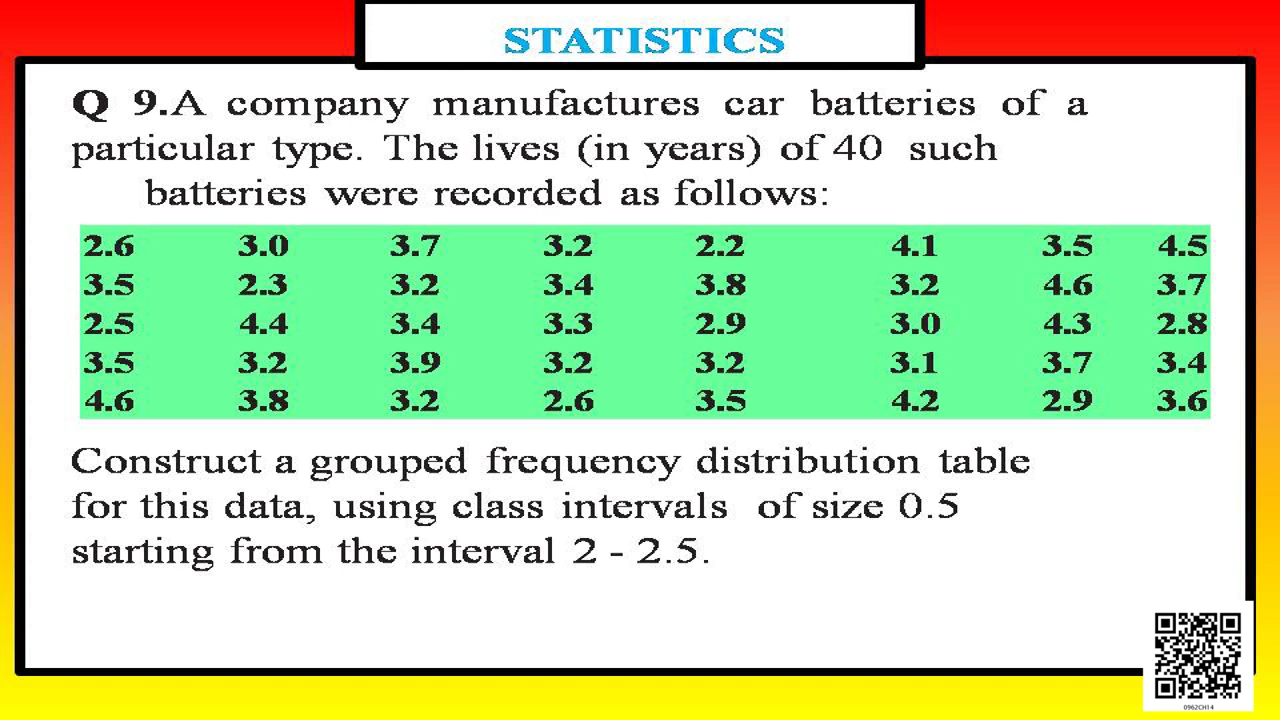 STATISTICS
Q 9.A company manufactures car batteries of a
particular type. The lives (in years) of 40 such
batteries were recorded as follows:
2.6 3.0 3.7 3.2 2.2 4.1 3.5 4.5
3.5 2.3 3.2 3.4 3.8 3.2 4.6 3.7
2.5 4.4 3.4 3.3 2.9 3.0 4.3 2.8
3.5 3.2 3.9 3.2 3.2 3.1 3.7 3.4
4.6 3.8 3.2 2.6 3.5 4.2 2.9 3.6
Construct a grouped frequency distribution table
for this data, using class intervals of size 0.5
starting from the interval 2 - 2.5.
0962CH14